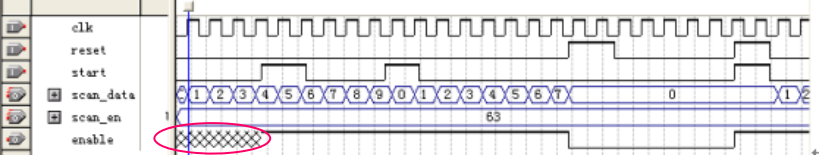 clk
reset
start
scan_data 1 2 3 4 5 6 7 8 9 0 1 2 3 4 5 6 7 0 1 2
scan_en 1 63
enable